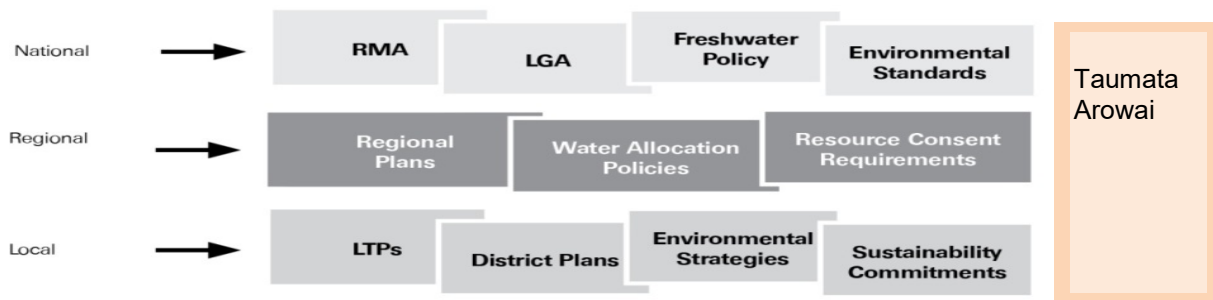 National
RMA
LGA
Freshwater
Policy
Environmental
Standards
Regional
Regional
Plans
Water Allocation
Policies
Resource Consent
Requirements
Local
LTPs
District Plans
Environmental
Strategies
Sustainability
Commitments
Taumata
Arowai